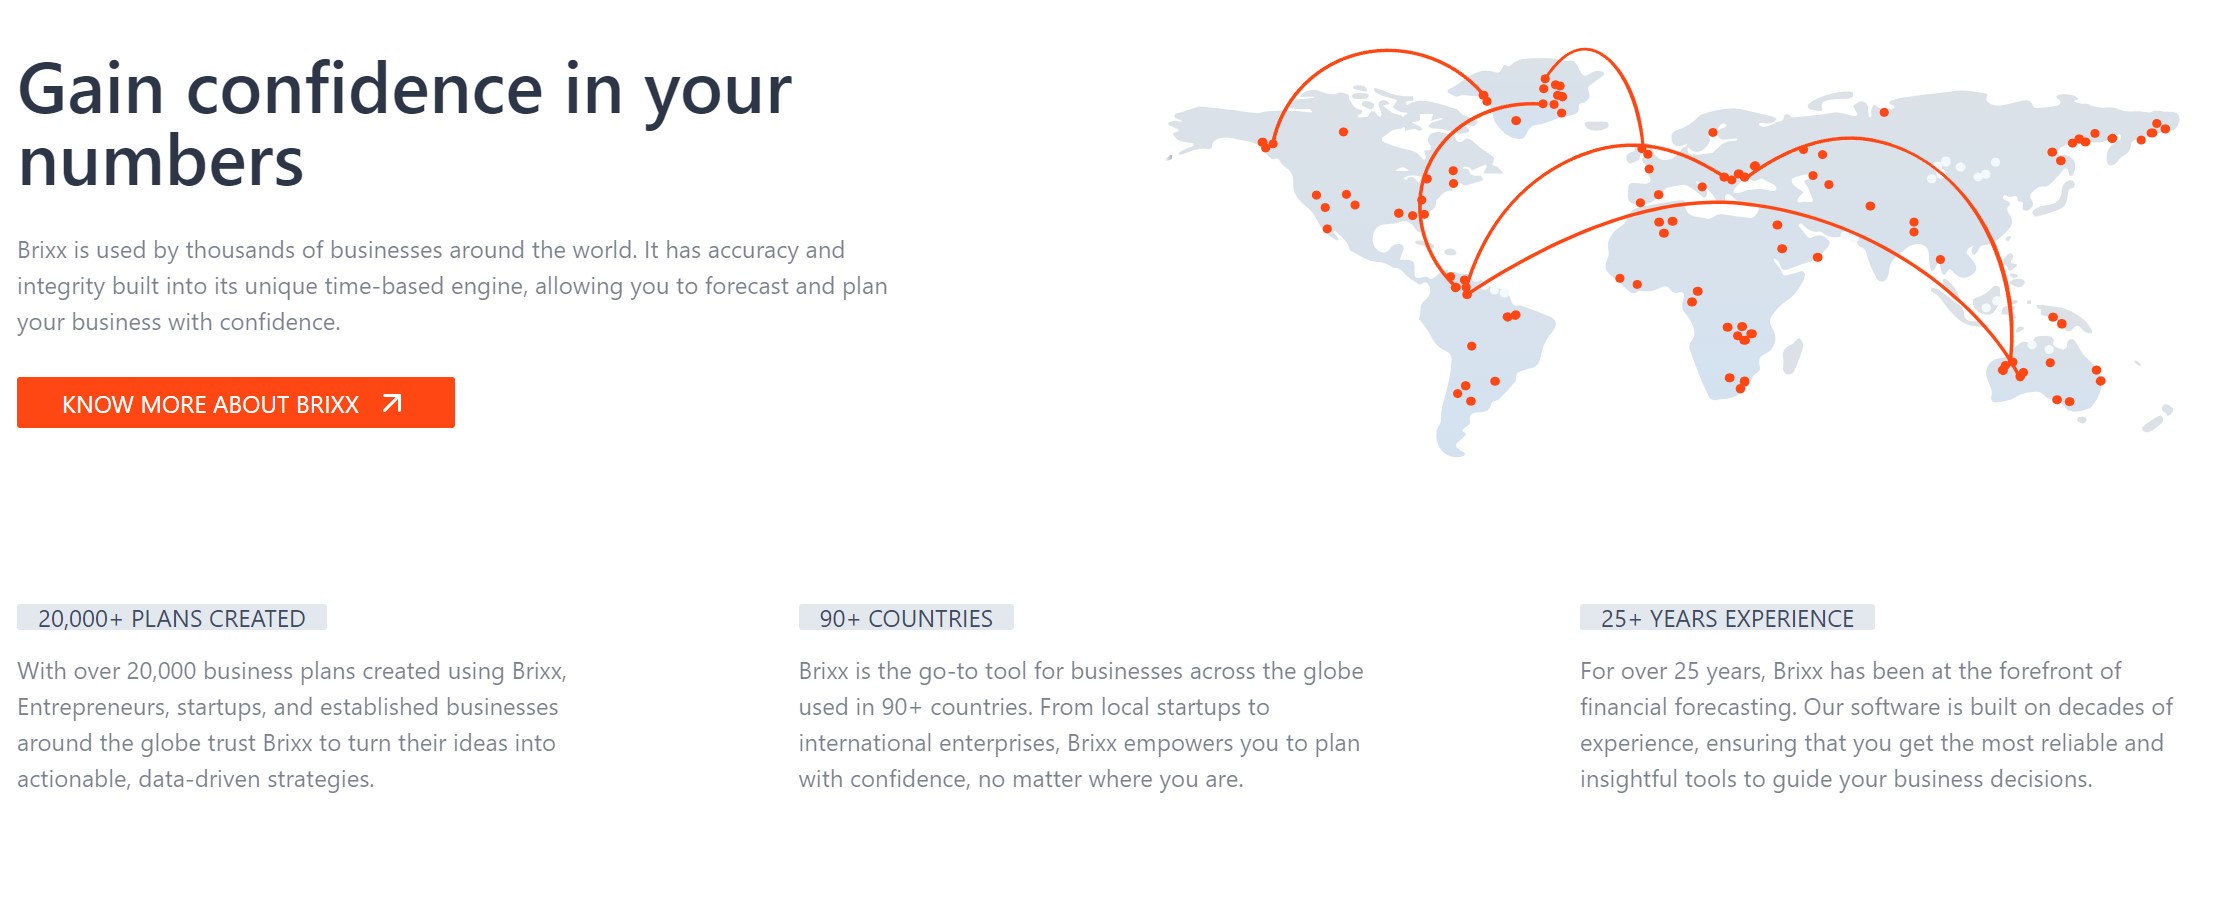 Gain confidence in your
numbers
Brixx is used by thousands of businesses around the world. It has accuracy and
integrity built into its unique time-based engine, allowing you to forecast and plan
your business with confidence.
KNOW MORE ABOUT BRIXX
20,000+ PLANS CREATED
With over 20,000 business plans created using Brixx,
Entrepreneurs, startups, and established businesses
around the globe trust Brixx to turn their ideas into
actionable, data-driven strategies.
90+ COUNTRIES
Brixx is the go-to tool for businesses across the globe
used in 90+ countries. From local startups to
international enterprises, Brixx empowers you to plan
with confidence, no matter where you are.
25+ YEARS EXPERIENCE
For over 25 years, Brixx has been at the forefront of
financial forecasting. Our software is built on decades of
experience, ensuring that you get the most reliable and
insightful tools to guide your business decisions.